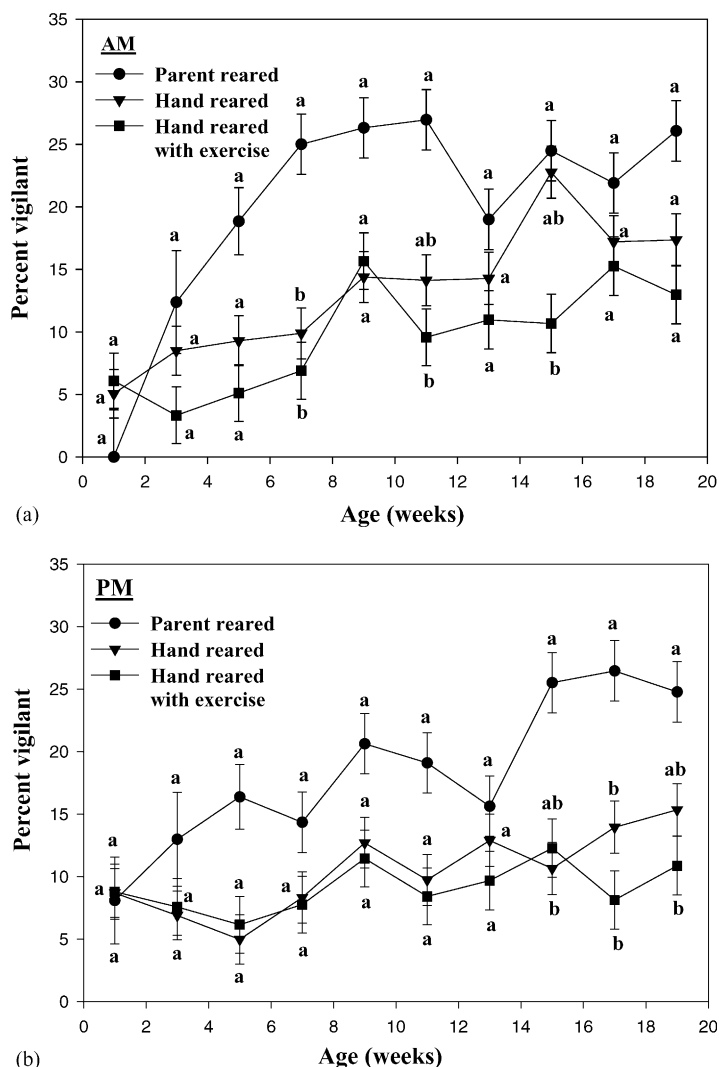 AM
Parent reared
Hand reared
Hand reared
with exercise
Percent vigilant
35
30
25
20
15
10
5
0
a a a a a a a a a a
a a a b a ab a ab a a
a a a b a b a b a a
0 2 4 6 8 10 12 14 16 18 20
(a) Age (weeks)
PM
Parent reared
Hand reared
Hand reared
with exercise
Percent vigilant
35
30
25
20
15
10
5
0
a a a a a a a a a a
a a a a a a a ab b ab
a a a a a a a b b b
0 2 4 6 8 10 12 14 16 18 20
(b) Age (weeks)